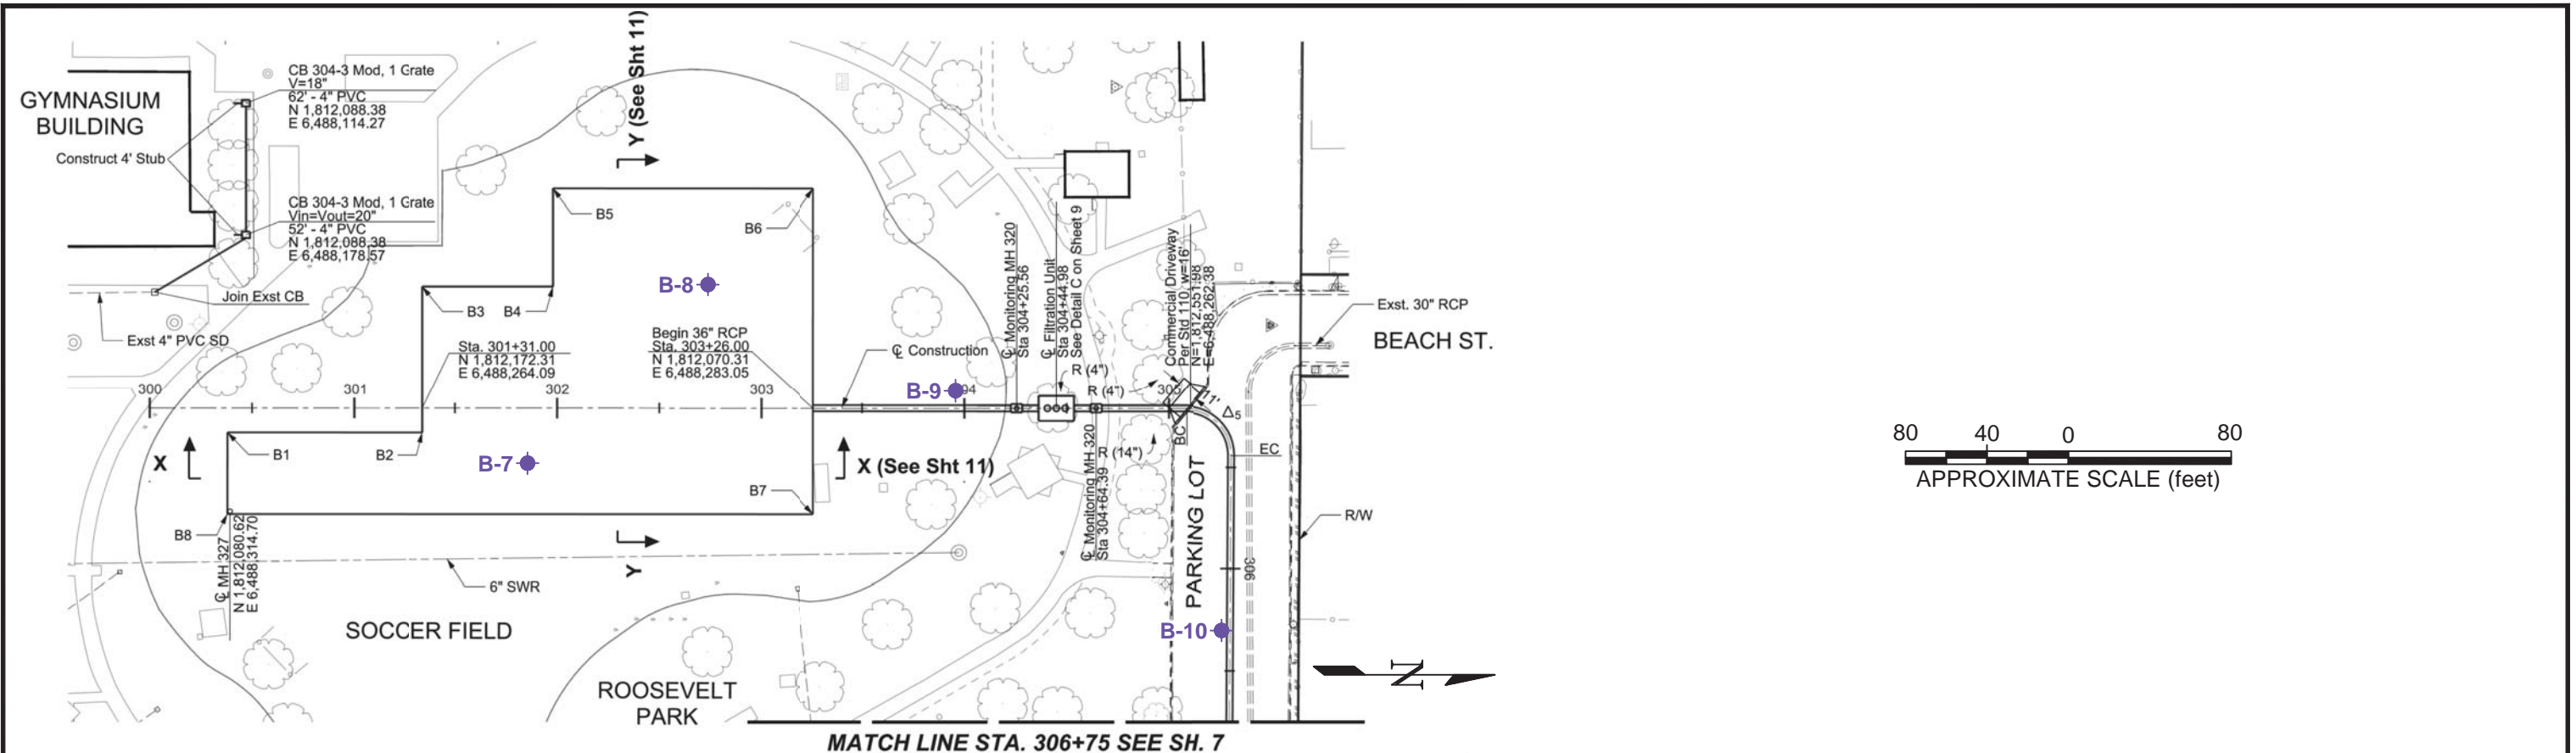 GYMNASIUM
BUILDING
Construct 4' Stub
CB 304-3 Mod, 1 Grate
V=18"
62' - 4" PVC
N 1,812,088.38
E 6,488,114.27
CB 304-3 Mod, 1 Grate
Vin=Vout=20"
52' - 4" PVC
N 1,812,088.38
E 6,488,178.57
Join Exst CB
Exst 4" PVC SD
Y (See Sht 11)
B5
B6
B-8
B3
B4
Sta. 301+31.00
N 1,812,172.31
E 6,488,264.09
Begin 36" RCP
Sta. 303+26.00
N 1,812,070.31
E 6,488,283.05
℄ Construction
B-9
300
301
302
303
305
℄ Monitoring MH 320
Sta 304+25.56
℄ Filtration Unit
Sta 304+44.98
See Detail C on Sheet 9
Commercial Driveway
Per Std 110, w=16'
N=1,812,551.98
E=6,488,262.38
R (4")
R (4")
R (14")
11'
Δ5
BC
EC
Exst. 30" RCP
BEACH ST.
X
B1
B2
B-7
X (See Sht 11)
B7
B8
℄ MH 327
N 1,812,080.62
E 6,488,314.70
Y
6" SWR
℄ Monitoring MH 320
Sta 304+64.39
PARKING LOT
306
R/W
B-10
SOCCER FIELD
ROOSEVELT
PARK
N
MATCH LINE STA. 306+75 SEE SH. 7
80 40 0 80
APPROXIMATE SCALE (feet)